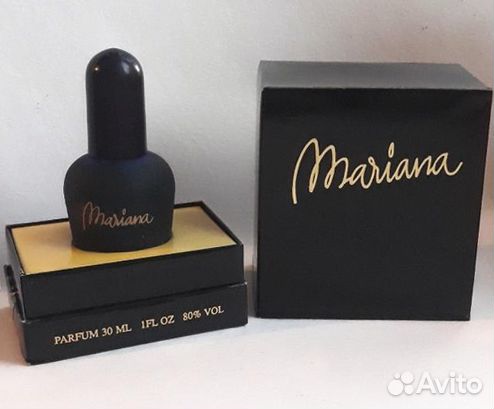 Mariana
Mariana
PARFUM 30 ML 1FL OZ 80% VOL
Avito